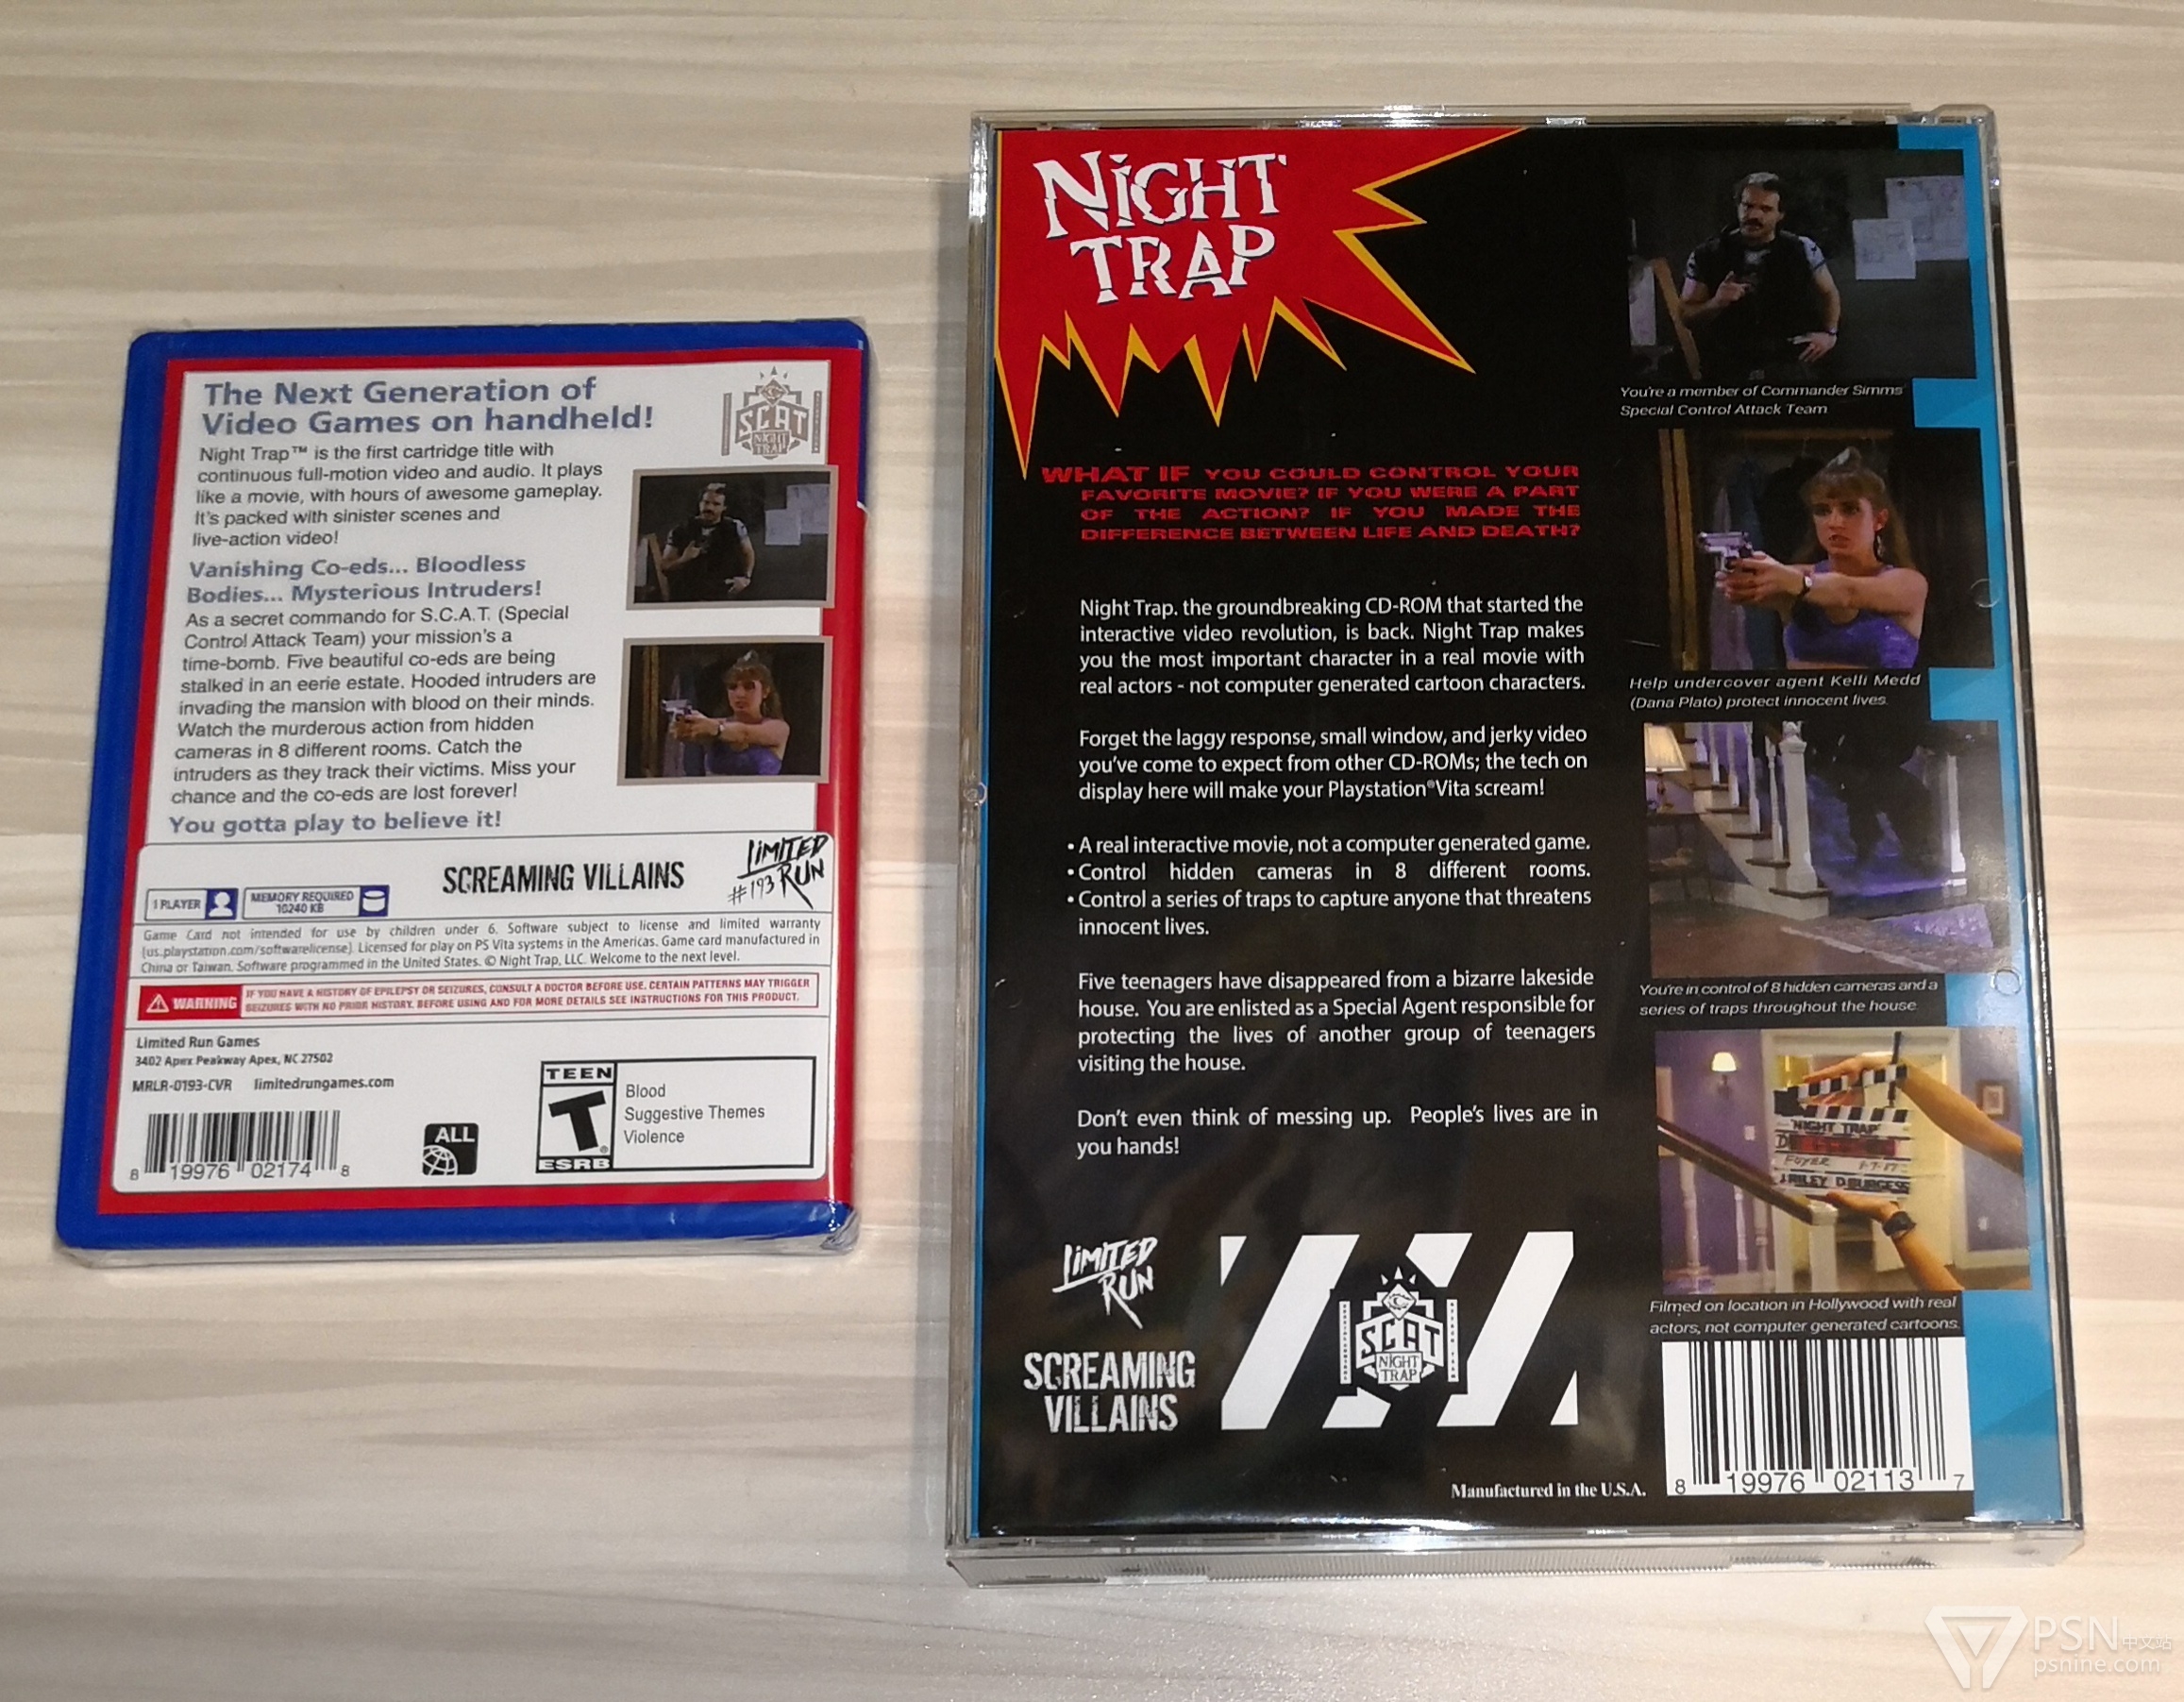 The Next Generation of
Video Games on handheld!
Night Trap™ is the first cartridge title with
continuous full-motion video and audio. It plays
like a movie, with hours of awesome gameplay.
It's packed with sinister scenes and
live-action video!
Vanishing Co-eds... Bloodless
Bodies... Mysterious Intruders!
As a secret commando for S.C.A.T. (Special
Control Attack Team) your mission's a
time-bomb. Five beautiful co-eds are being
stalked in an eerie estate. Hooded intruders are
invading the mansion with blood on their minds.
Watch the murderous action from hidden
cameras in 8 different rooms. Catch the
intruders as they track their victims. Miss your
chance and the co-eds are lost forever!
You gotta play to believe it!
SCAT
NIGHT
TRAP
1 PLAYER
MEMORY REQUIRED
10240 KB
SCREAMING VILLAINS
LIMITED
#193 RUN
Game Card not intended for use by children under 6. Software subject to license and limited warranty
(us.playstation.com/softwarelicense). Licensed for play on PS Vita systems in the Americas. Game card manufactured in
China or Taiwan. Software programmed in the United States. © Night Trap, LLC. Welcome to the next level.
WARNING
IF YOU HAVE A HISTORY OF EPILEPSY OR SEIZURES, CONSULT A DOCTOR BEFORE USE. CERTAIN PATTERNS MAY TRIGGER
SEIZURES WITH NO PRIOR HISTORY. BEFORE USING AND FOR MORE DETAILS SEE INSTRUCTIONS FOR THIS PRODUCT.
Limited Run Games
3402 Apex Peakway Apex, NC 27502
MRLR-0193-CVR limitedrungames.com
8 19976 02174 8
ALL
TEEN
T
ESRB
Blood
Suggestive Themes
Violence
NiGHT
TRAP
WHAT IF YOU COULD CONTROL YOUR
FAVORITE MOVIE? IF YOU WERE A PART
OF THE ACTION? IF YOU MADE THE
DIFFERENCE BETWEEN LIFE AND DEATH?
Night Trap. the groundbreaking CD-ROM that started the
interactive video revolution, is back. Night Trap makes
you the most important character in a real movie with
real actors - not computer generated cartoon characters.
Forget the laggy response, small window, and jerky video
you've come to expect from other CD-ROMs; the tech on
display here will make your Playstation®Vita scream!
• A real interactive movie, not a computer generated game.
• Control hidden cameras in 8 different rooms.
• Control a series of traps to capture anyone that threatens
innocent lives.
Five teenagers have disappeared from a bizarre lakeside
house. You are enlisted as a Special Agent responsible for
protecting the lives of another group of teenagers
visiting the house.
Don't even think of messing up. People's lives are in
you hands!
LIMITED
RUN
SCREAMING
VILLAINS
SCAT
NIGHT
TRAP
Manufactured in the U.S.A.
You're a member of Commander Simms'
Special Control Attack Team
Help undercover agent Kelli Medd
(Dana Plato) protect innocent lives.
You're in control of 8 hidden cameras and a
series of traps throughout the house
NIGHT TRAP
FOYER
J.RILEY D.BURGESS
Filmed on location in Hollywood with real
actors, not computer generated cartoons.
8 19976 02113 7
PSN中文站
psnine.com